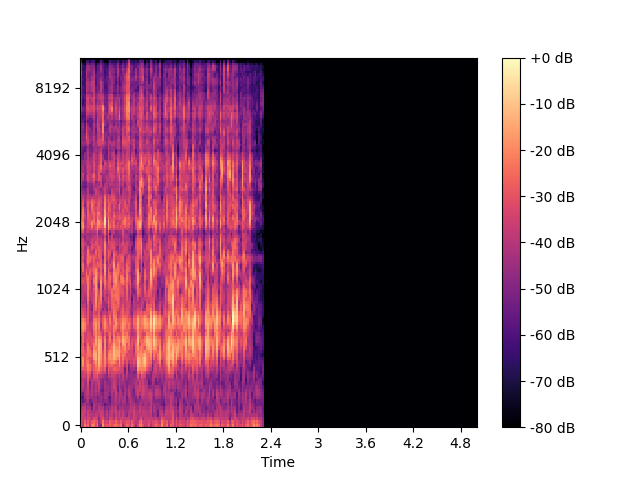 +0 dB
8192
-10 dB
4096
-20 dB
-30 dB
2048
Hz
-40 dB
1024
-50 dB
512
-60 dB
-70 dB
0
-80 dB
0 0.6 1.2 1.8 2.4 3 3.6 4.2 4.8
Time